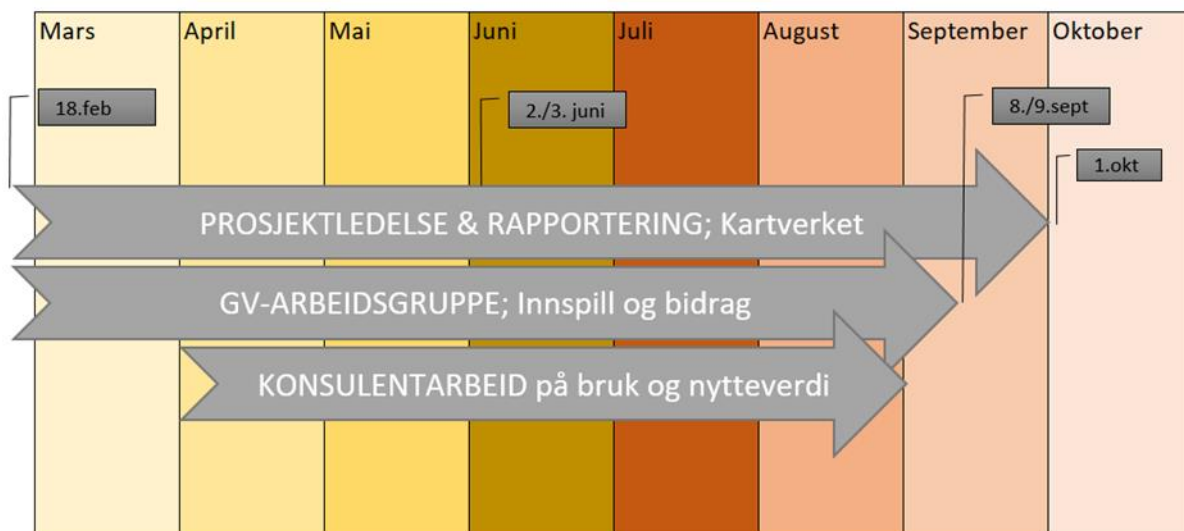 Mars April Mai Juni Juli August September Oktober
18.feb 2./3. juni 8./9.sept
1.okt
PROSJEKTLEDELSE & RAPPORTERING; Kartverket
GV-ARBEIDSGRUPPE; Innspill og bidrag
KONSULENTARBEID på bruk og nytteverdi